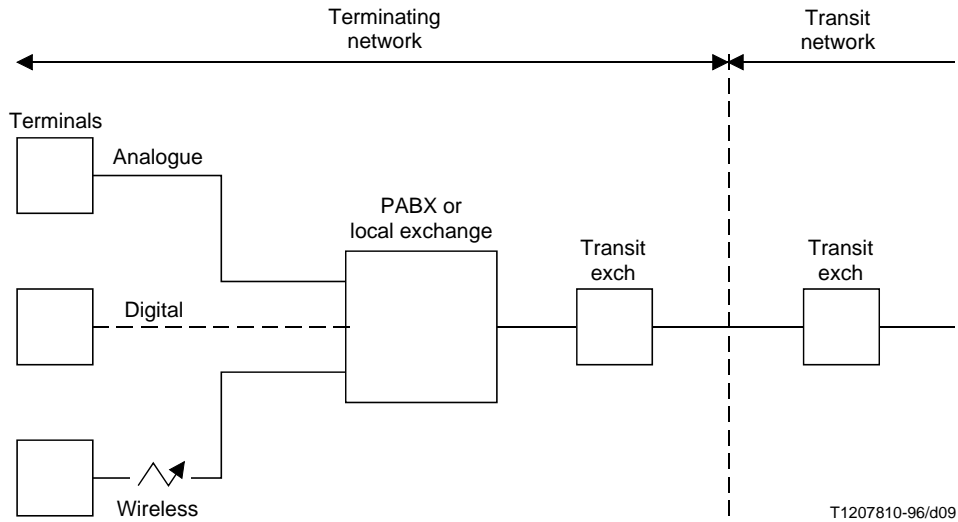 Terminating
network
Transit
network
Terminals
Analogue
PABX or
local exchange
Transit
exch
Transit
exch
Digital
Wireless
T1207810-96/d09